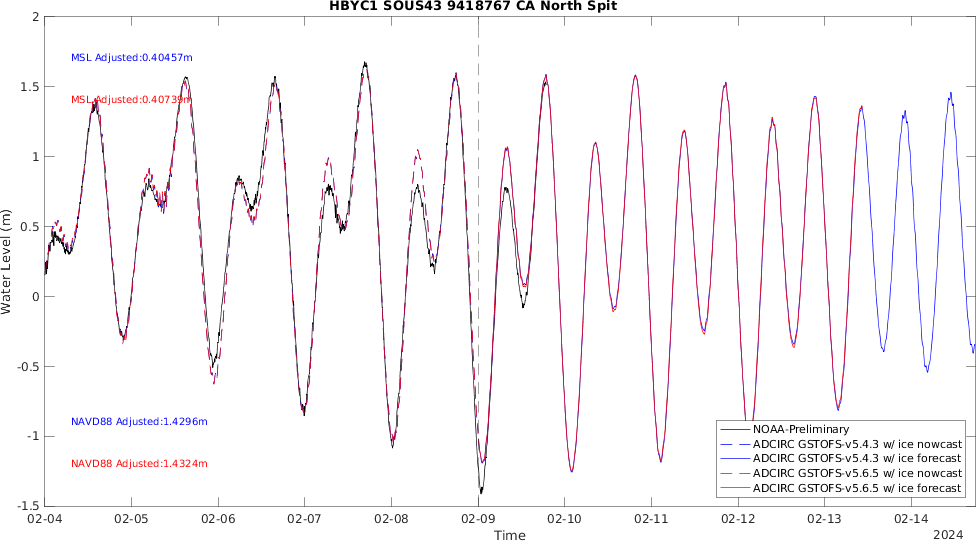 HBYC1 SOUS43 9418767 CA North Spit
2
1.5
1
0.5
0
-0.5
-1
-1.5
Water Level (m)
MSL Adjusted:0.40457m
MSL Adjusted:0.40739m
NAVD88 Adjusted:1.4296m
NAVD88 Adjusted:1.4324m
NOAA-Preliminary
ADCIRC GSTOFS-v5.4.3 w/ ice nowcast
ADCIRC GSTOFS-v5.4.3 w/ ice forecast
ADCIRC GSTOFS-v5.6.5 w/ ice nowcast
ADCIRC GSTOFS-v5.6.5 w/ ice forecast
02-04 02-05 02-06 02-07 02-08 02-09 02-10 02-11 02-12 02-13 02-14
Time
2024